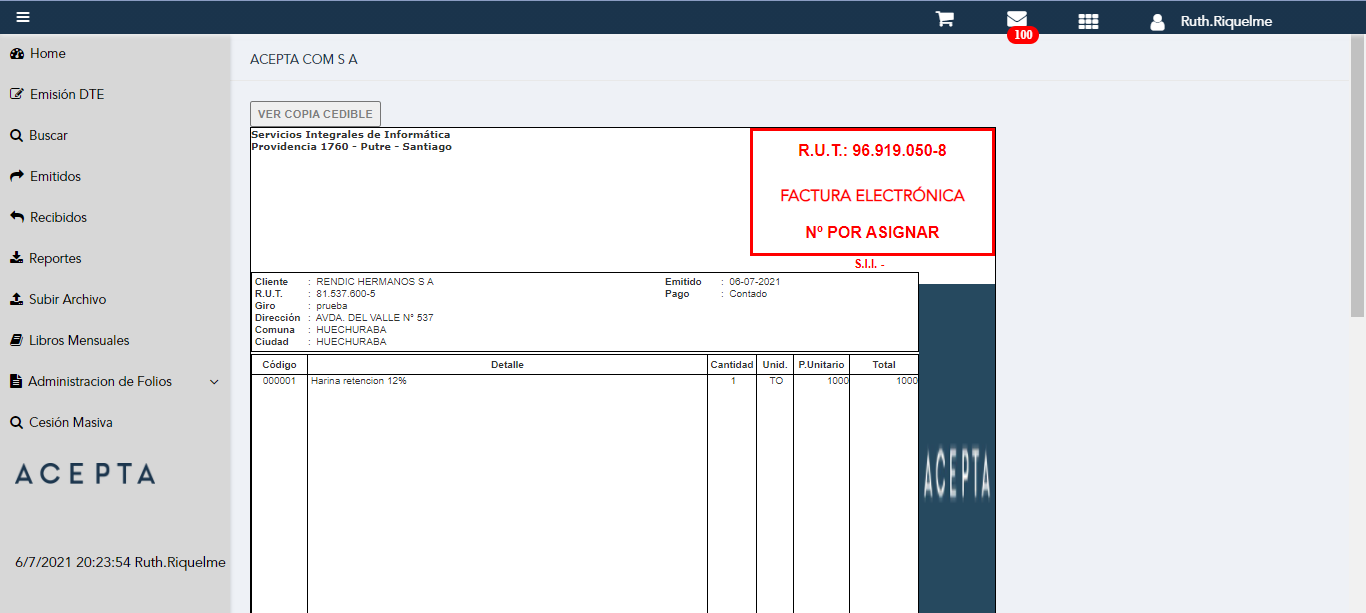 100
Ruth.Riquelme
Home
Emisión DTE
Buscar
Emitidos
Recibidos
Reportes
Subir Archivo
Libros Mensuales
Administracion de Folios
Cesión Masiva
ACEPTA
6/7/2021 20:23:54 Ruth.Riquelme
ACEPTA COM S A
VER COPIA CEDIBLE
Servicios Integrales de Informática
Providencia 1760 - Putre - Santiago
R.U.T.: 96.919.050-8
FACTURA ELECTRÓNICA
Nº POR ASIGNAR
S.I.I. -
Cliente : RENDIC HERMANOS S A Emitido : 06-07-2021
R.U.T. : 81.537.600-5 Pago : Contado
Giro : prueba
Dirección : AVDA. DEL VALLE N° 537
Comuna : HUECHURABA
Ciudad : HUECHURABA
Código Detalle Cantidad Unid. P.Unitario Total
000001 Harina retencion 12% 1 TO 1000 1000
ACEPTA